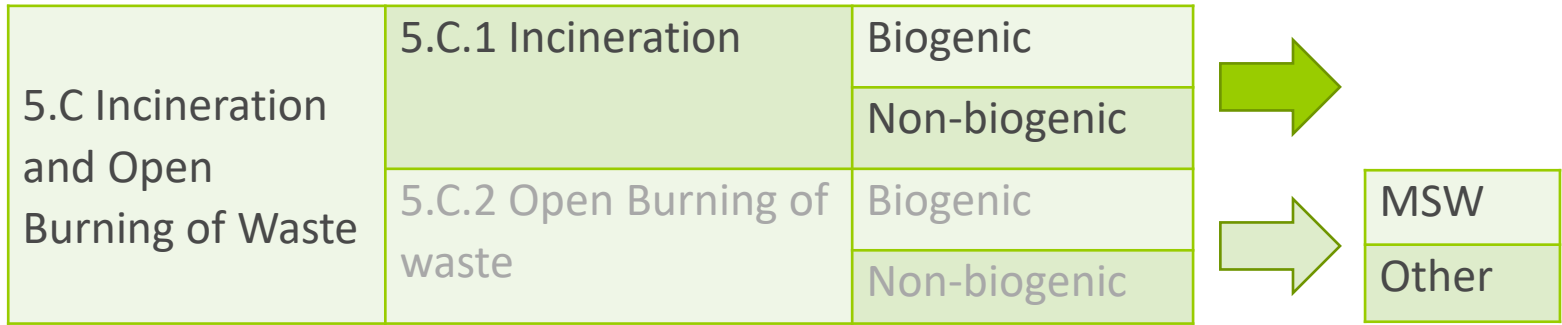 5.C Incineration
and Open
Burning of Waste
5.C.1 Incineration
Biogenic
Non-biogenic
5.C.2 Open Burning of
waste
Biogenic
Non-biogenic
MSW
Other